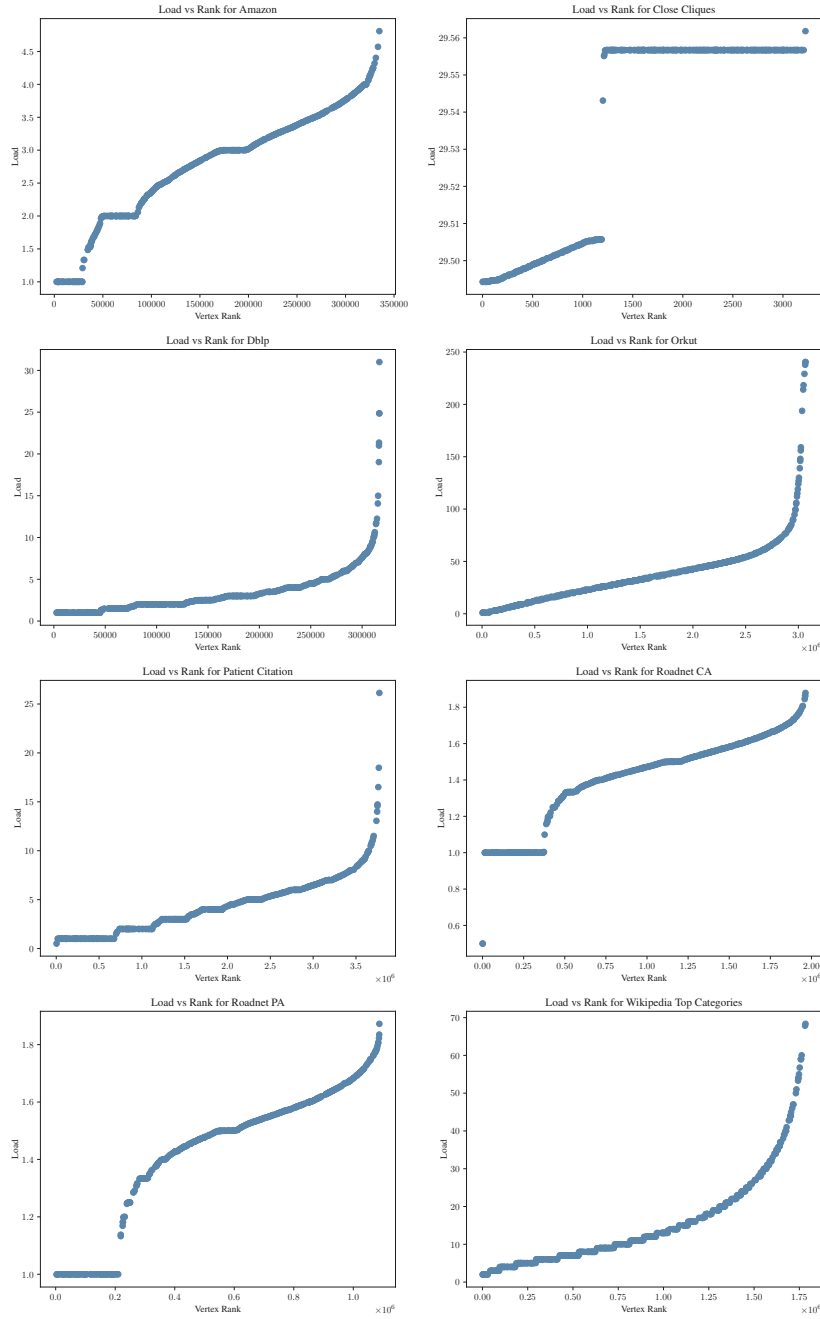 Load vs Rank for Amazon
4.5
4.0
3.5
3.0
2.5
2.0
1.5
1.0
Load
0 50000 100000 150000 200000 250000 300000 350000
Vertex Rank
Load vs Rank for Close Cliques
29.56
29.55
29.54
29.53
29.52
29.51
29.50
Load
0 500 1000 1500 2000 2500 3000
Vertex Rank
Load vs Rank for Dblp
30
25
20
15
10
5
0
Load
0 50000 100000 150000 200000 250000 300000
Vertex Rank
Load vs Rank for Orkut
250
200
150
100
50
0
Load
0.0 0.5 1.0 1.5 2.0 2.5 3.0
×10⁶
Vertex Rank
Load vs Rank for Patient Citation
25
20
15
10
5
0
Load
0.0 0.5 1.0 1.5 2.0 2.5 3.0 3.5
×10⁶
Vertex Rank
Load vs Rank for Roadnet CA
1.8
1.6
1.4
1.2
1.0
0.8
0.6
Load
0.00 0.25 0.50 0.75 1.00 1.25 1.50 1.75 2.00
×10⁶
Vertex Rank
Load vs Rank for Roadnet PA
1.8
1.6
1.4
1.2
1.0
Load
0.0 0.2 0.4 0.6 0.8 1.0
×10⁶
Vertex Rank
Load vs Rank for Wikipedia Top Categories
70
60
50
40
30
20
10
0
Load
0.00 0.25 0.50 0.75 1.00 1.25 1.50 1.75
×10⁶
Vertex Rank